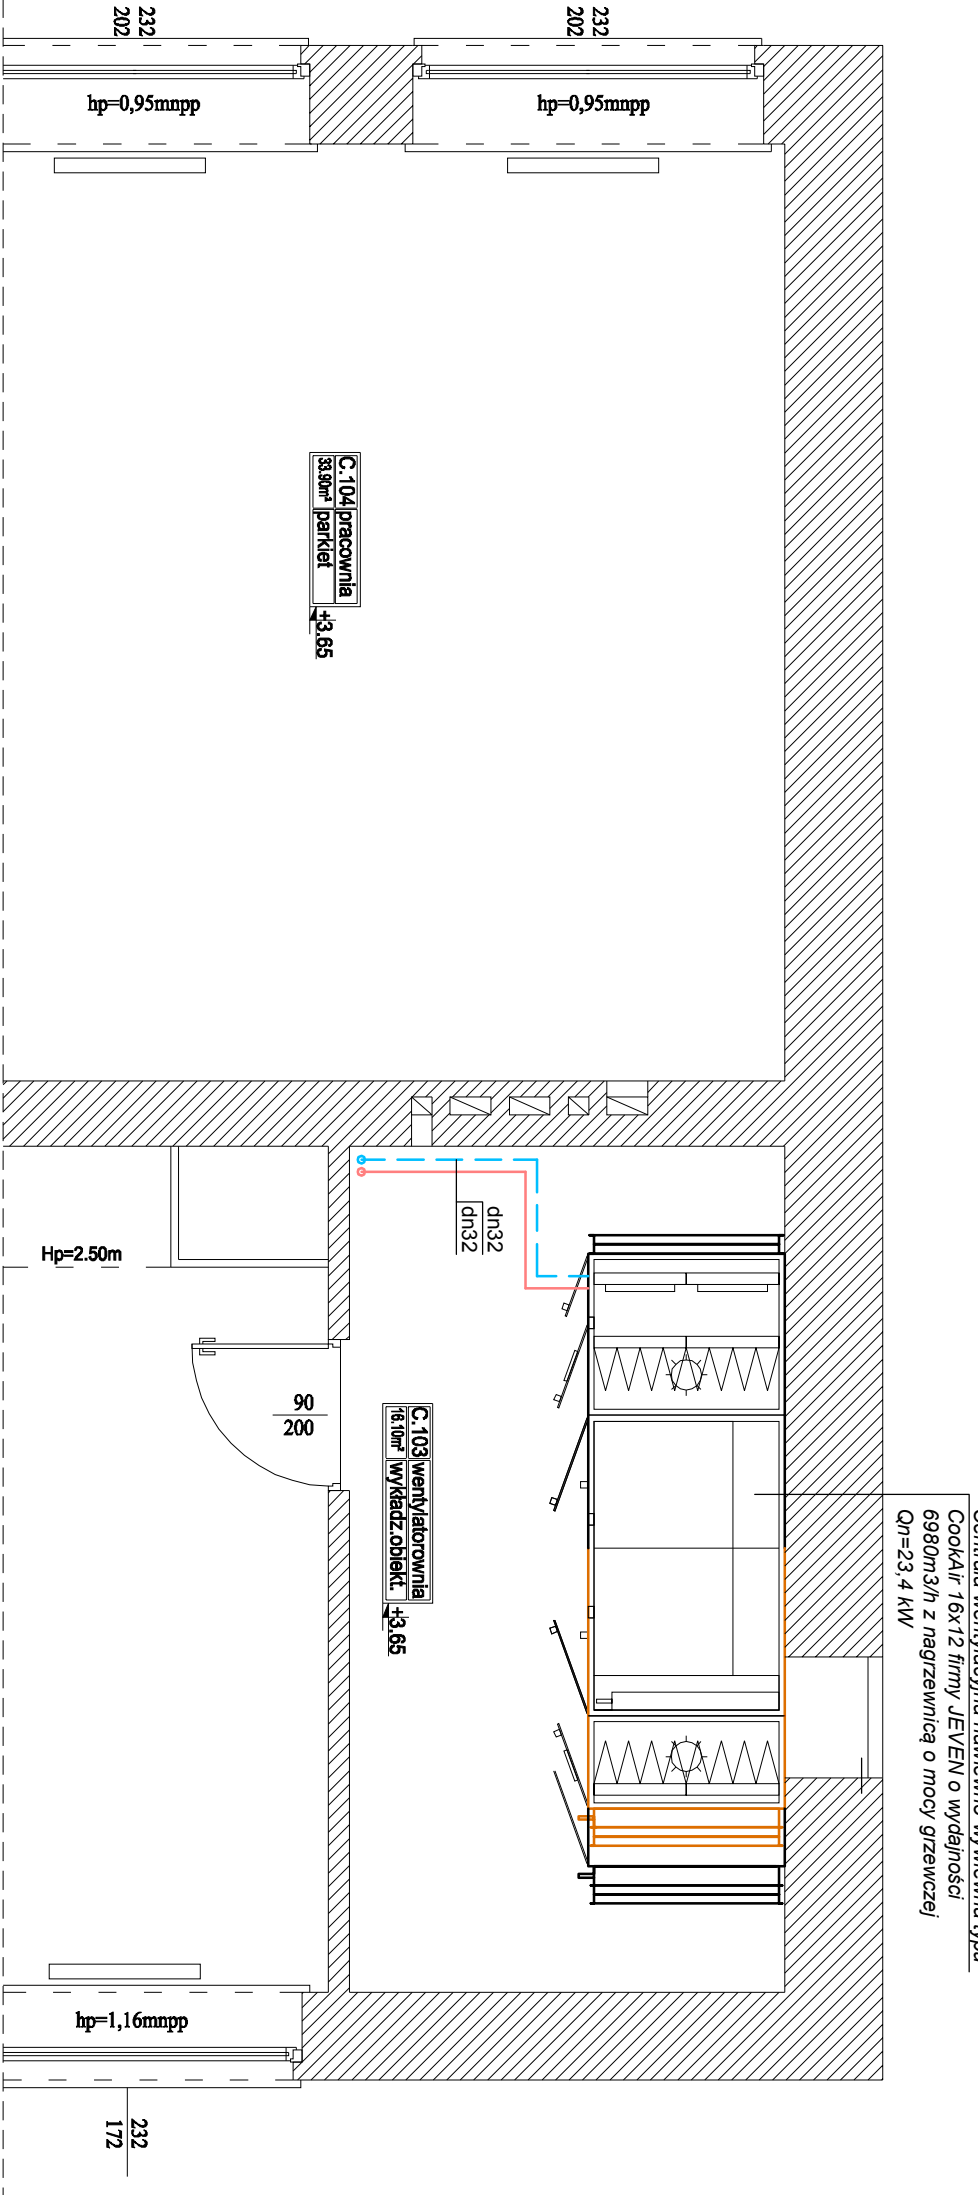 232
202
232
202
hp=0,95mnpp
hp=0,95mnpp
C.104 pracownia
33.90m² parkiet
+3.65
dn32
dn32
Hp=2.50m
90
200
C.103 wentylatorownia
16.10m² wykładz.obiekt.
+3.65
CookAir 16x12 firmy JEVEN o wydajności
6980m3/h z nagrzewnicą o mocy grzewczej
Qn=23,4 kW
hp=1,16mnpp
232
172